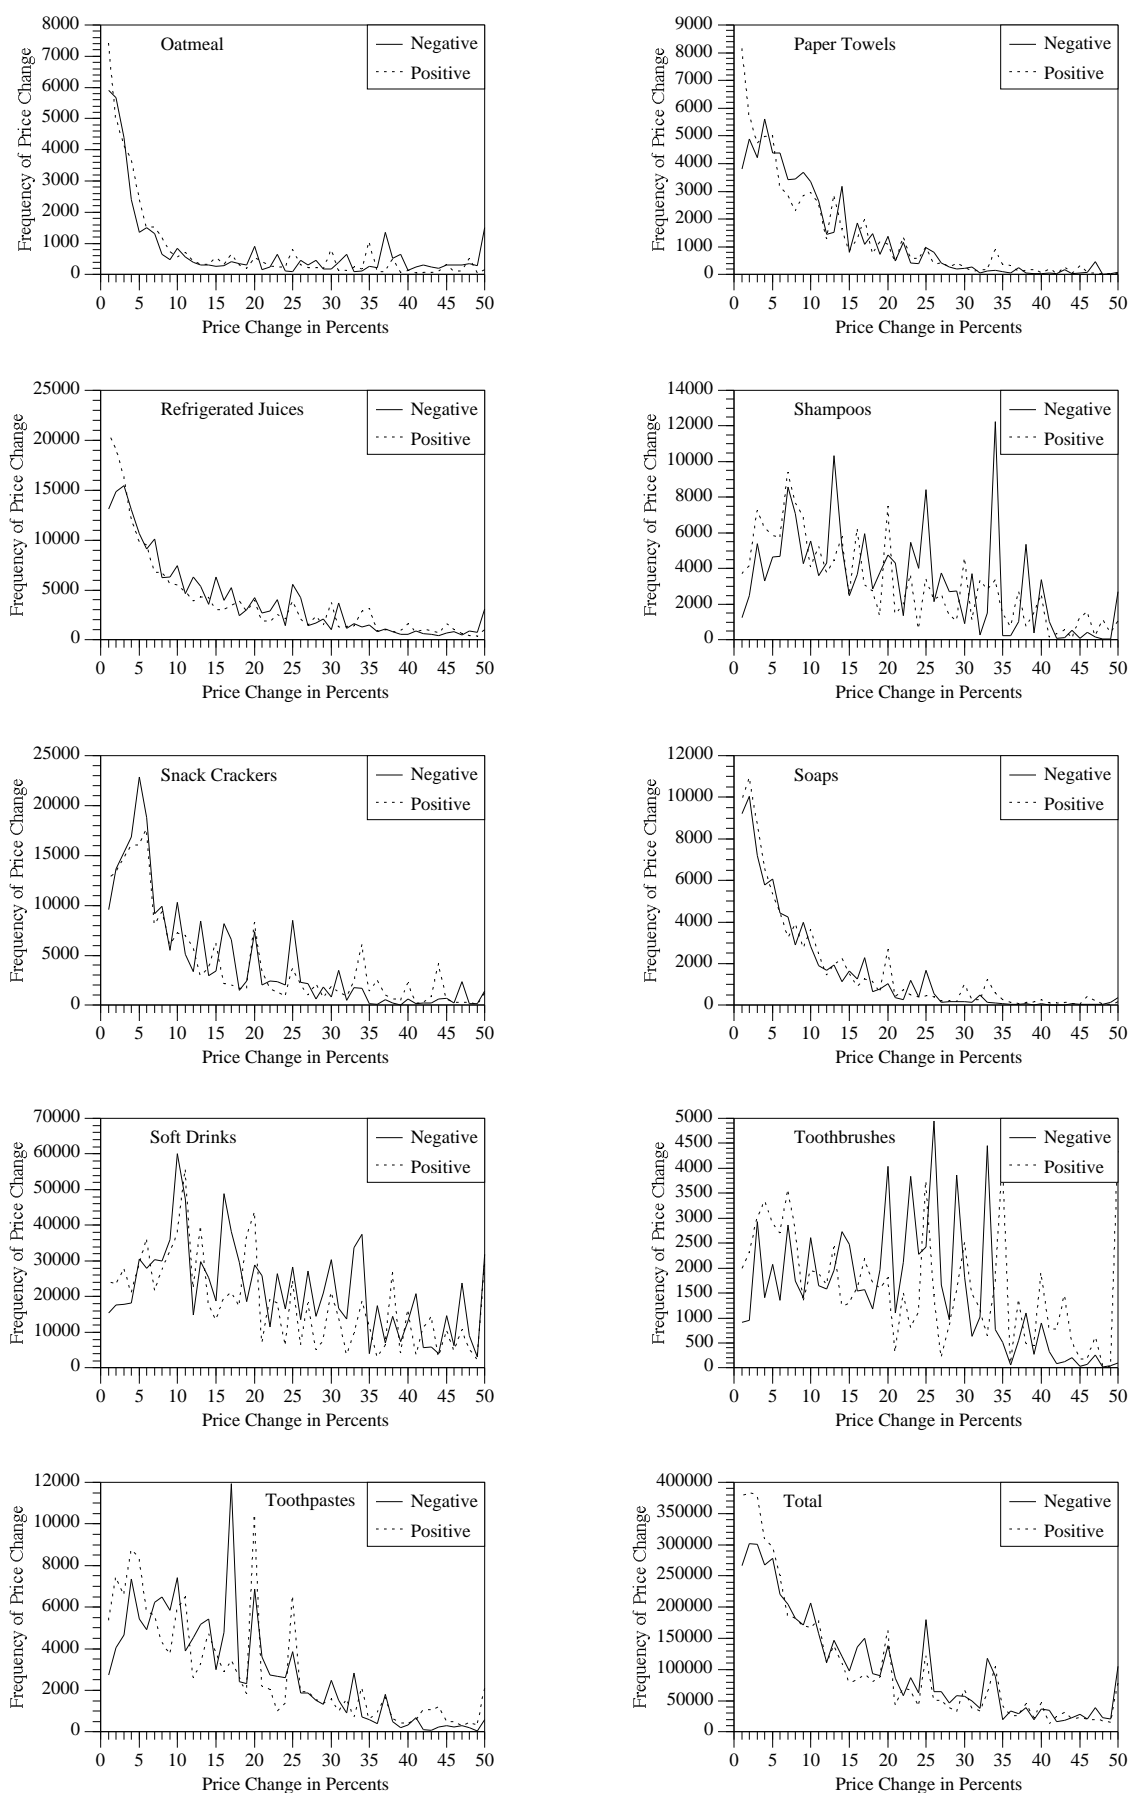 Oatmeal
Negative
Positive
Frequency of Price Change
8000
7000
6000
5000
4000
3000
2000
1000
0
0 5 10 15 20 25 30 35 40 45 50
Price Change in Percents
Paper Towels
Negative
Positive
Frequency of Price Change
9000
8000
7000
6000
5000
4000
3000
2000
1000
0
0 5 10 15 20 25 30 35 40 45 50
Price Change in Percents
Refrigerated Juices
Negative
Positive
Frequency of Price Change
25000
20000
15000
10000
5000
0
0 5 10 15 20 25 30 35 40 45 50
Price Change in Percents
Shampoos
Negative
Positive
Frequency of Price Change
14000
12000
10000
8000
6000
4000
2000
0
0 5 10 15 20 25 30 35 40 45 50
Price Change in Percents
Snack Crackers
Negative
Positive
Frequency of Price Change
25000
20000
15000
10000
5000
0
0 5 10 15 20 25 30 35 40 45 50
Price Change in Percents
Soaps
Negative
Positive
Frequency of Price Change
12000
10000
8000
6000
4000
2000
0
0 5 10 15 20 25 30 35 40 45 50
Price Change in Percents
Soft Drinks
Negative
Positive
Frequency of Price Change
70000
60000
50000
40000
30000
20000
10000
0
0 5 10 15 20 25 30 35 40 45 50
Price Change in Percents
Toothbrushes
Negative
Positive
Frequency of Price Change
5000
4500
4000
3500
3000
2500
2000
1500
1000
500
0
0 5 10 15 20 25 30 35 40 45 50
Price Change in Percents
Toothpastes
Negative
Positive
Frequency of Price Change
12000
10000
8000
6000
4000
2000
0
0 5 10 15 20 25 30 35 40 45 50
Price Change in Percents
Total
Negative
Positive
Frequency of Price Change
400000
350000
300000
250000
200000
150000
100000
50000
0
0 5 10 15 20 25 30 35 40 45 50
Price Change in Percents